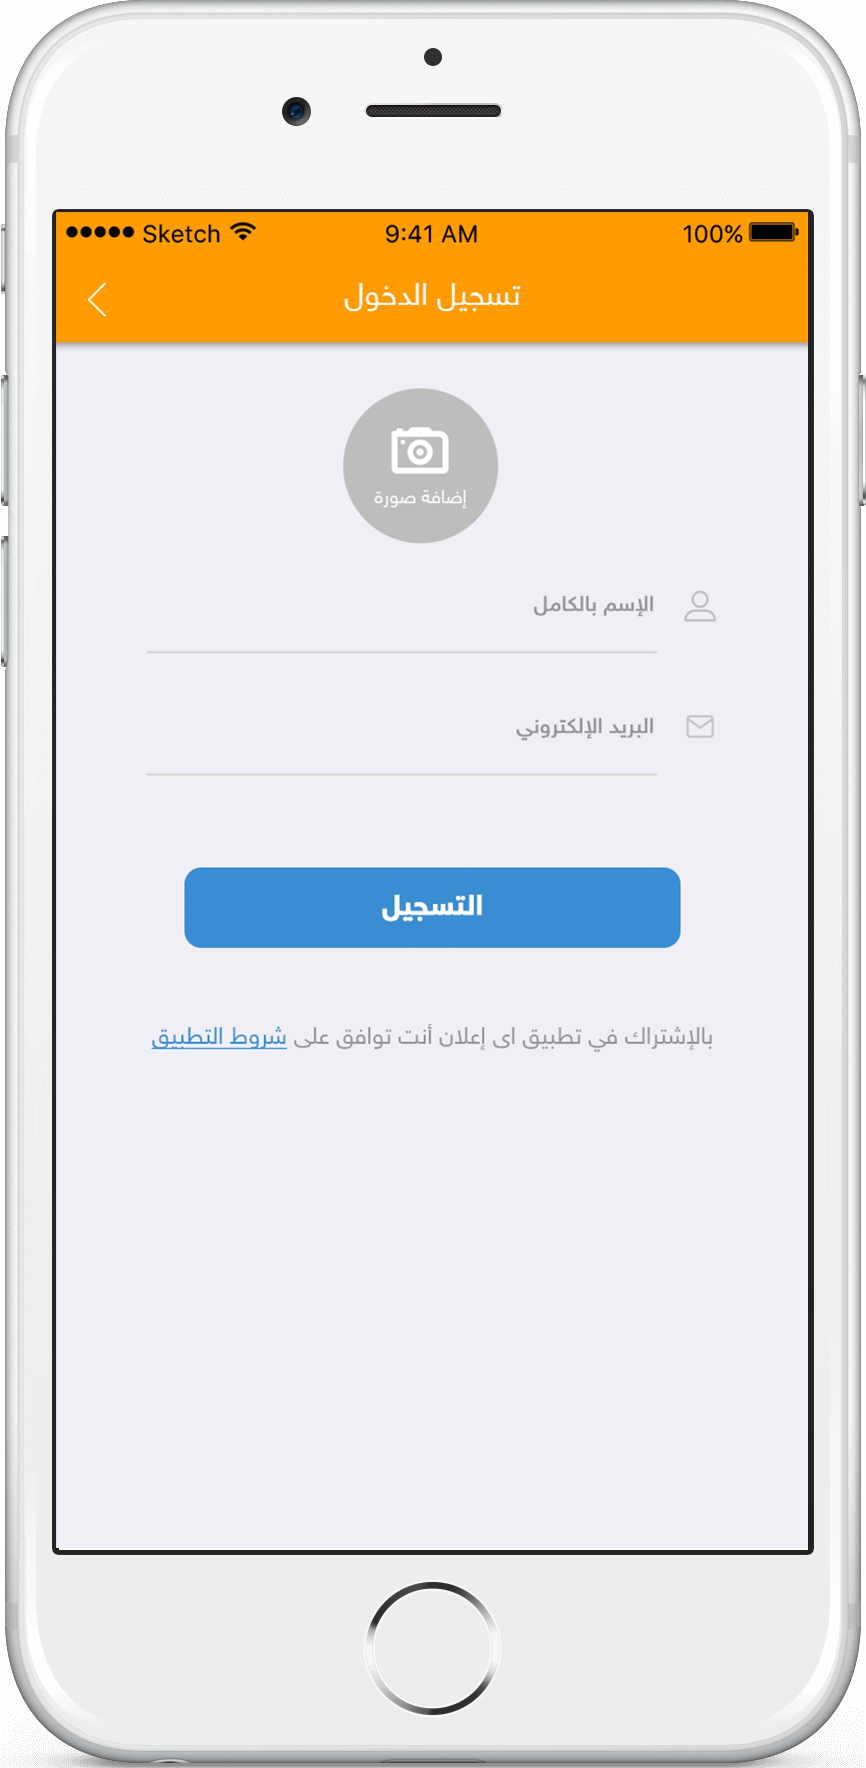 Sketch 9:41 AM 100%
تسجيل الدخول
إضافة صورة
الإسم بالكامل
البريد الإلكتروني
التسجيل
بالإشتراك في تطبيق اى إعلان أنت توافق على شروط التطبيق